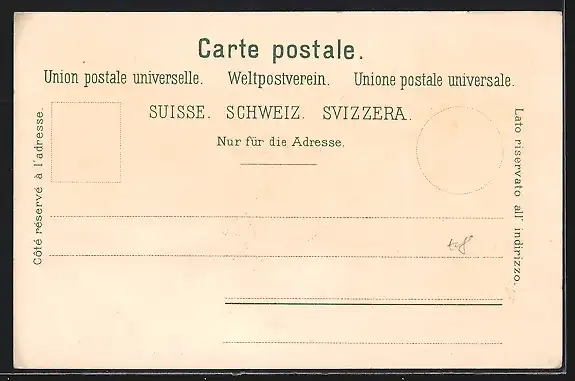 Carte postale.
Union postale universelle. Weltpostverein. Unione postale universale.
SUISSE. SCHWEIZ. SVIZZERA.
Nur für die Adresse.
Côté réservé à l'adresse.
Lato riservato all' indirizzo.